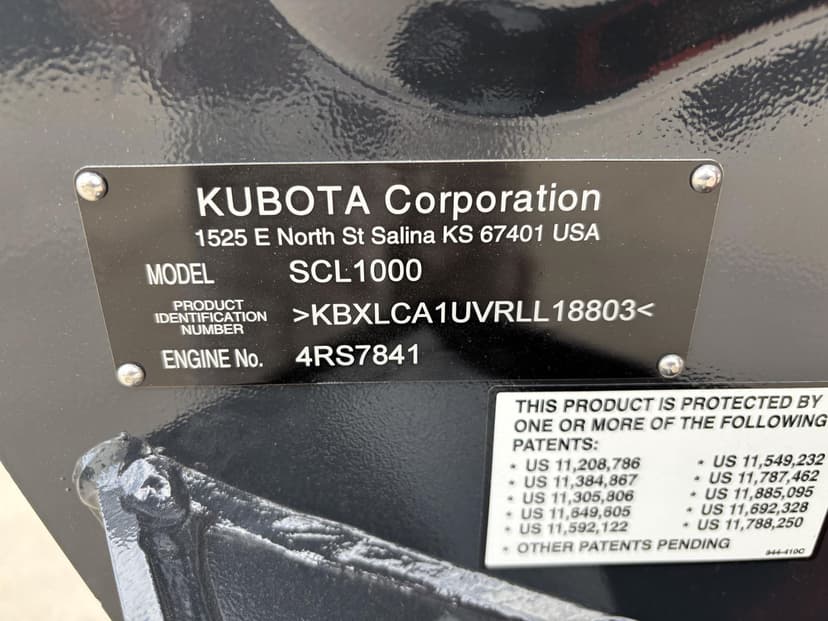 KUBOTA Corporation
1525 E North St Salina KS 67401 USA
MODEL SCL1000
PRODUCT
IDENTIFICATION
NUMBER
>KBXLCA1UVRLL18803<
ENGINE No. 4RS7841
THIS PRODUCT IS PROTECTED BY
ONE OR MORE OF THE FOLLOWING
PATENTS:
• US 11,208,786 • US 11,549,232
• US 11,384,867 • US 11,787,462
• US 11,305,806 • US 11,885,095
• US 11,649,605 • US 11,692,328
• US 11,592,122 • US 11,788,250
• OTHER PATENTS PENDING
944-410C